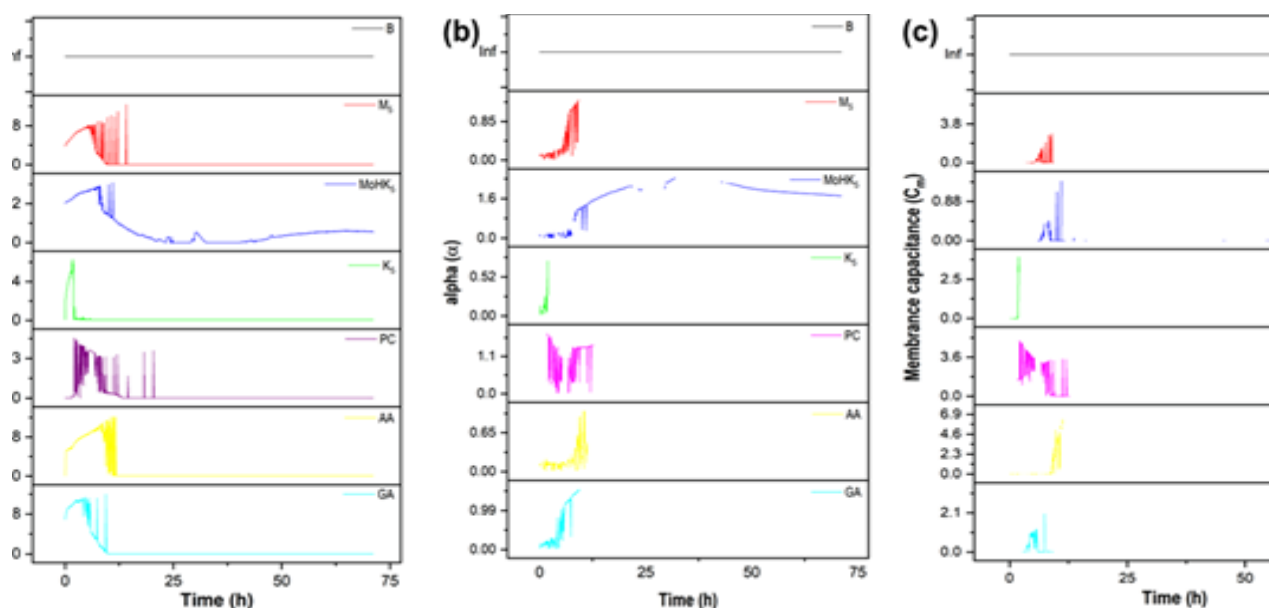 B
nf
M5
8
0
MoHK5
2
0
K5
4
0
PC
3
0
AA
8
0
GA
8
0
0 25 50 75
Time (h)
(b)
B
Inf
M5
0.85
0.00
MoHK5
1.6
0.0
K5
0.52
0.00
PC
1.1
0.0
AA
0.65
0.00
GA
0.99
0.00
alpha (α)
0 25 50 75
Time (h)
(c)
Inf
3.8
0.0
0.88
0.00
2.5
0.0
3.6
0.0
6.9
4.6
2.3
0.0
2.1
0.0
Membrance capacitance (Cm)
0 25 50
Time (h)